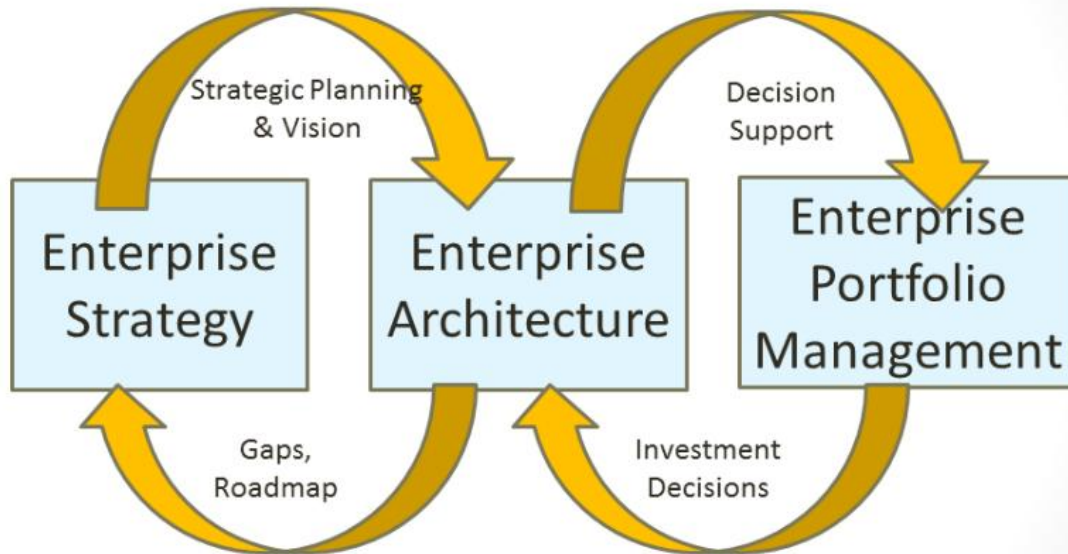 Strategic Planning
& Vision
Decision
Support
Enterprise
Strategy
Enterprise
Architecture
Enterprise
Portfolio
Management
Gaps,
Roadmap
Investment
Decisions